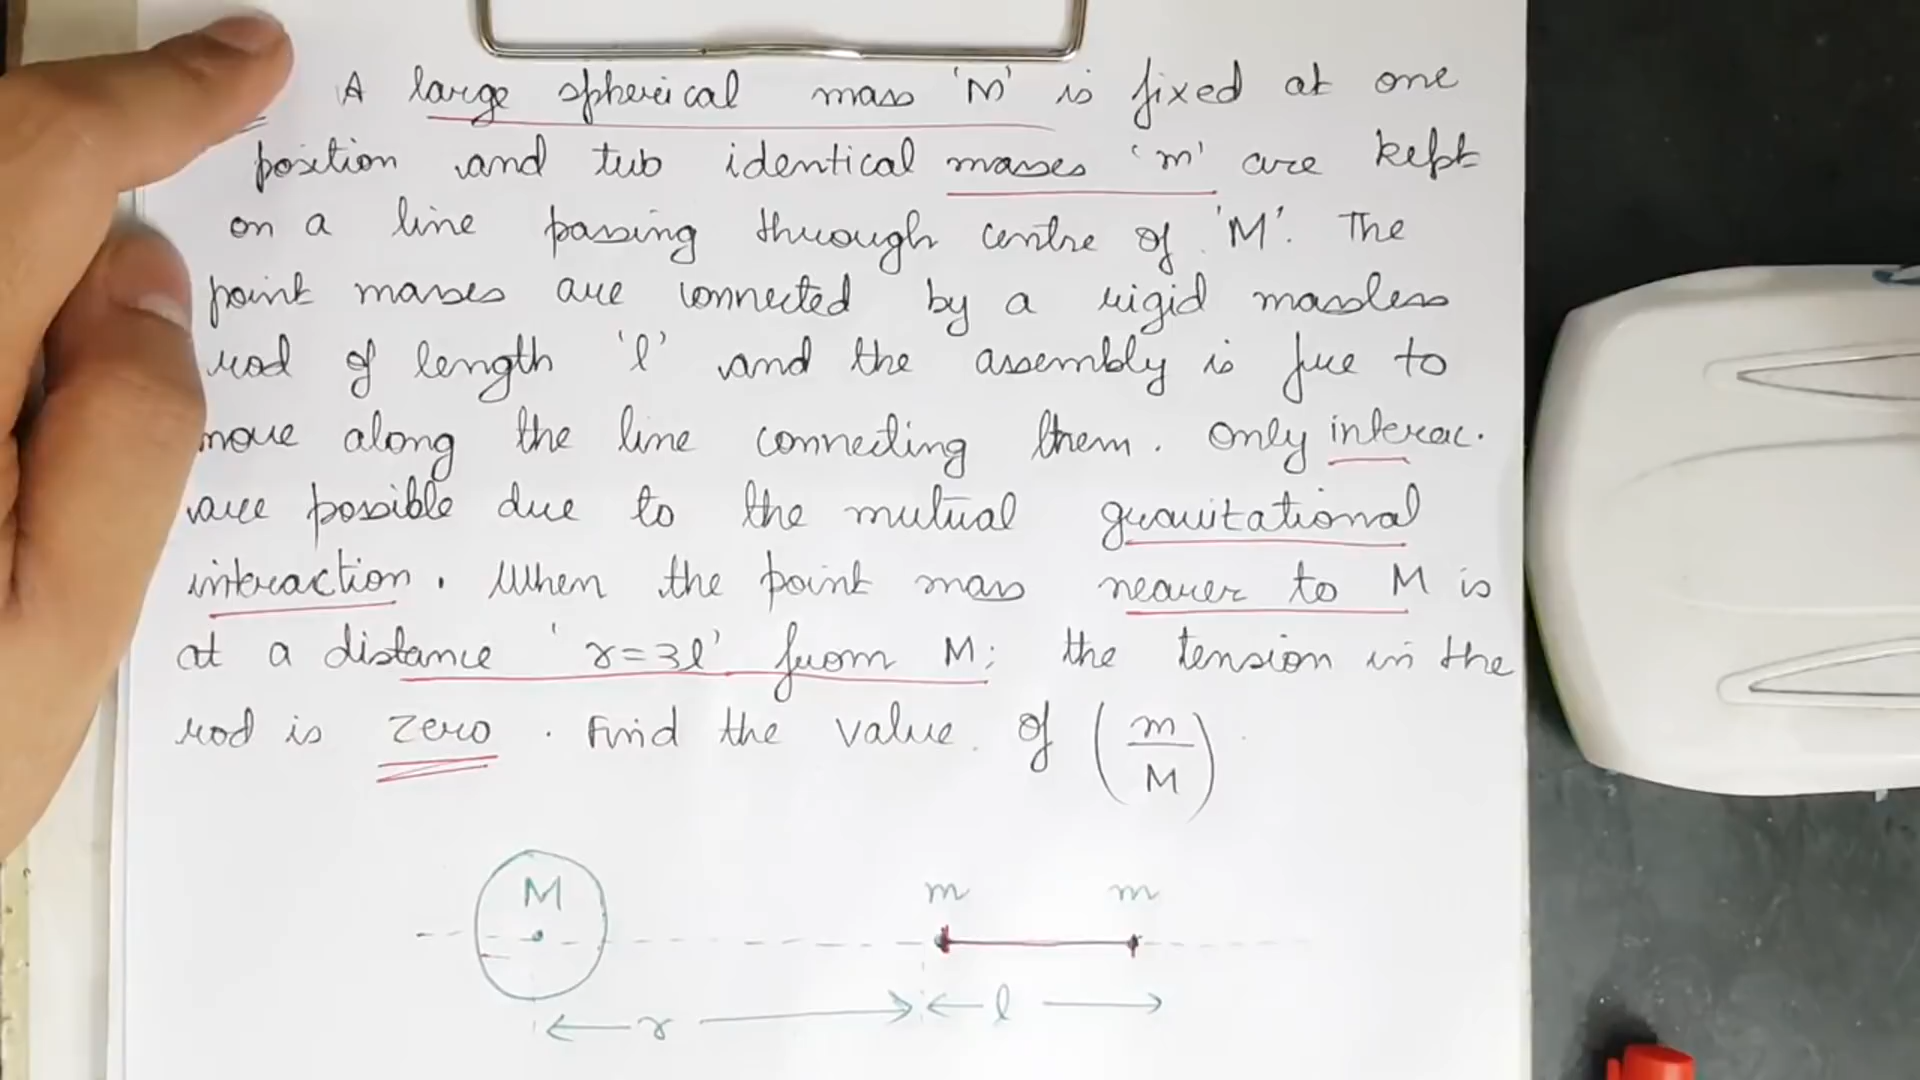 A large spherical mass 'M' is fixed at one
position and two identical masses 'm' are kept
on a line passing through centre of 'M'. The
point masses are connected by a rigid massless
rod of length 'l' and the assembly is free to
move along the line connecting them. Only interac.
are possible due to the mutual gravitational
interaction. When the point mass nearer to M is
at a distance 'r=3l' from M; the tension in the
rod is zero. Find the value of (m/M)
M m m
r l